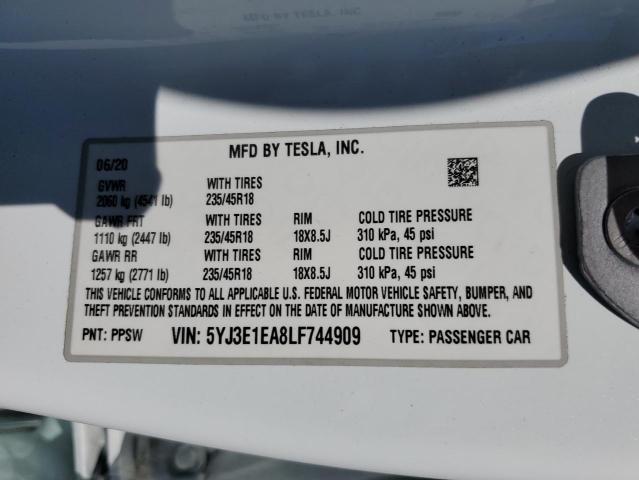 MFD BY TESLA, INC.
06/20
GVWR WITH TIRES
2060 kg (4541 lb) 235/45R18
GAWR FRT WITH TIRES RIM COLD TIRE PRESSURE
1110 kg (2447 lb) 235/45R18 18X8.5J 310 kPa, 45 psi
GAWR RR WITH TIRES RIM COLD TIRE PRESSURE
1257 kg (2771 lb) 235/45R18 18X8.5J 310 kPa, 45 psi
THIS VEHICLE CONFORMS TO ALL U.S. FEDERAL MOTOR VEHICLE SAFETY, BUMPER, AND
THEFT PREVENTION STANDARDS IN EFFECT ON THE DATE OF MANUFACTURE SHOWN ABOVE.
PNT: PPSW VIN: 5YJ3E1EA8LF744909 TYPE: PASSENGER CAR